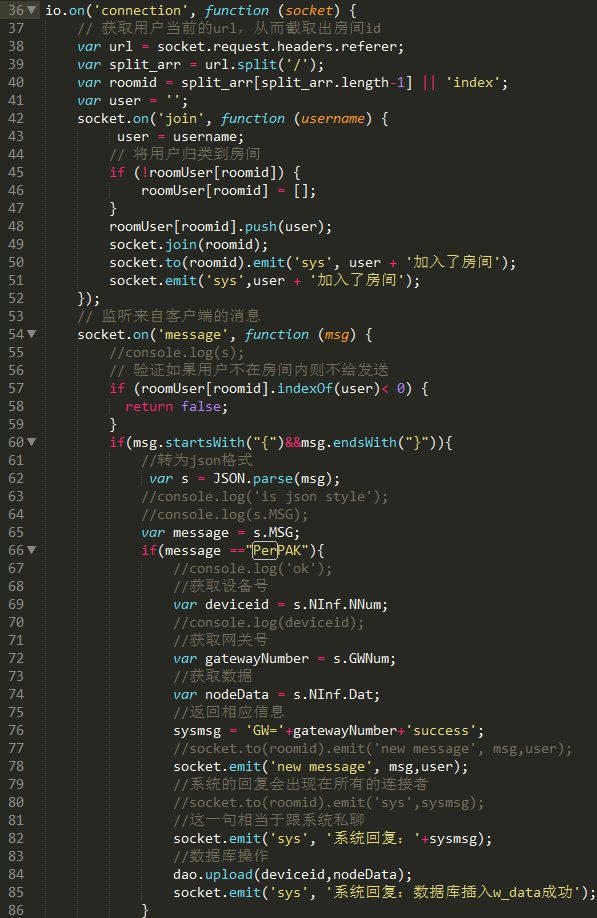 36 io.on('connection', function (socket) {
37 // 获取用户当前的url, 从而截取出房间id
38 var url = socket.request.headers.referer;
39 var split_arr = url.split('/');
40 var roomid = split_arr[split_arr.length-1] || 'index';
41 var user = '';
42 socket.on('join', function (username) {
43 user = username;
44 // 将用户归类到房间
45 if (!roomUser[roomid]) {
46 roomUser[roomid] = [];
47 }
48 roomUser[roomid].push(user);
49 socket.join(roomid);
50 socket.to(roomid).emit('sys', user + '加入了房间');
51 socket.emit('sys',user + '加入了房间');
52 });
53 // 监听来自客户端的消息
54 socket.on('message', function (msg) {
55 //console.log(s);
56 // 验证如果用户不在房间内则不给发送
57 if (roomUser[roomid].indexOf(user)< 0) {
58 return false;
59 }
60 if(msg.startsWith("{")&&msg.endsWith("}")){
61 //转为json格式
62 var s = JSON.parse(msg);
63 //console.log('is json style');
64 //console.log(s.MSG);
65 var message = s.MSG;
66 if(message =="PerPAK"){
67 //console.log('ok');
68 //获取设备号
69 var deviceid = s.NInf.NNum;
70 //console.log(deviceid);
71 //获取网关号
72 var gatewayNumber = s.GWNum;
73 //获取数据
74 var nodeData = s.NInf.Dat;
75 //返回相应信息
76 sysmsg = 'GW='+gatewayNumber+'success';
77 //socket.to(roomid).emit('new message', msg,user);
78 socket.emit('new message', msg,user);
79 //系统的回复会出现在所有的连接者
80 //socket.to(roomid).emit('sys',sysmsg);
81 //这一句相当于跟系统私聊
82 socket.emit('sys', '系统回复: '+sysmsg);
83 //数据库操作
84 dao.upload(deviceid,nodeData);
85 socket.emit('sys', '系统回复: 数据库插入w_data成功');
86 }